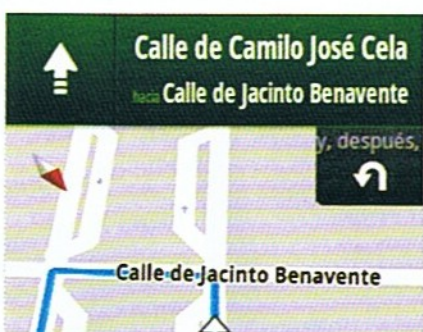 Calle de Camilo José Cela
hacia Calle de Jacinto Benavente
y, después,
Calle de Jacinto Benavente